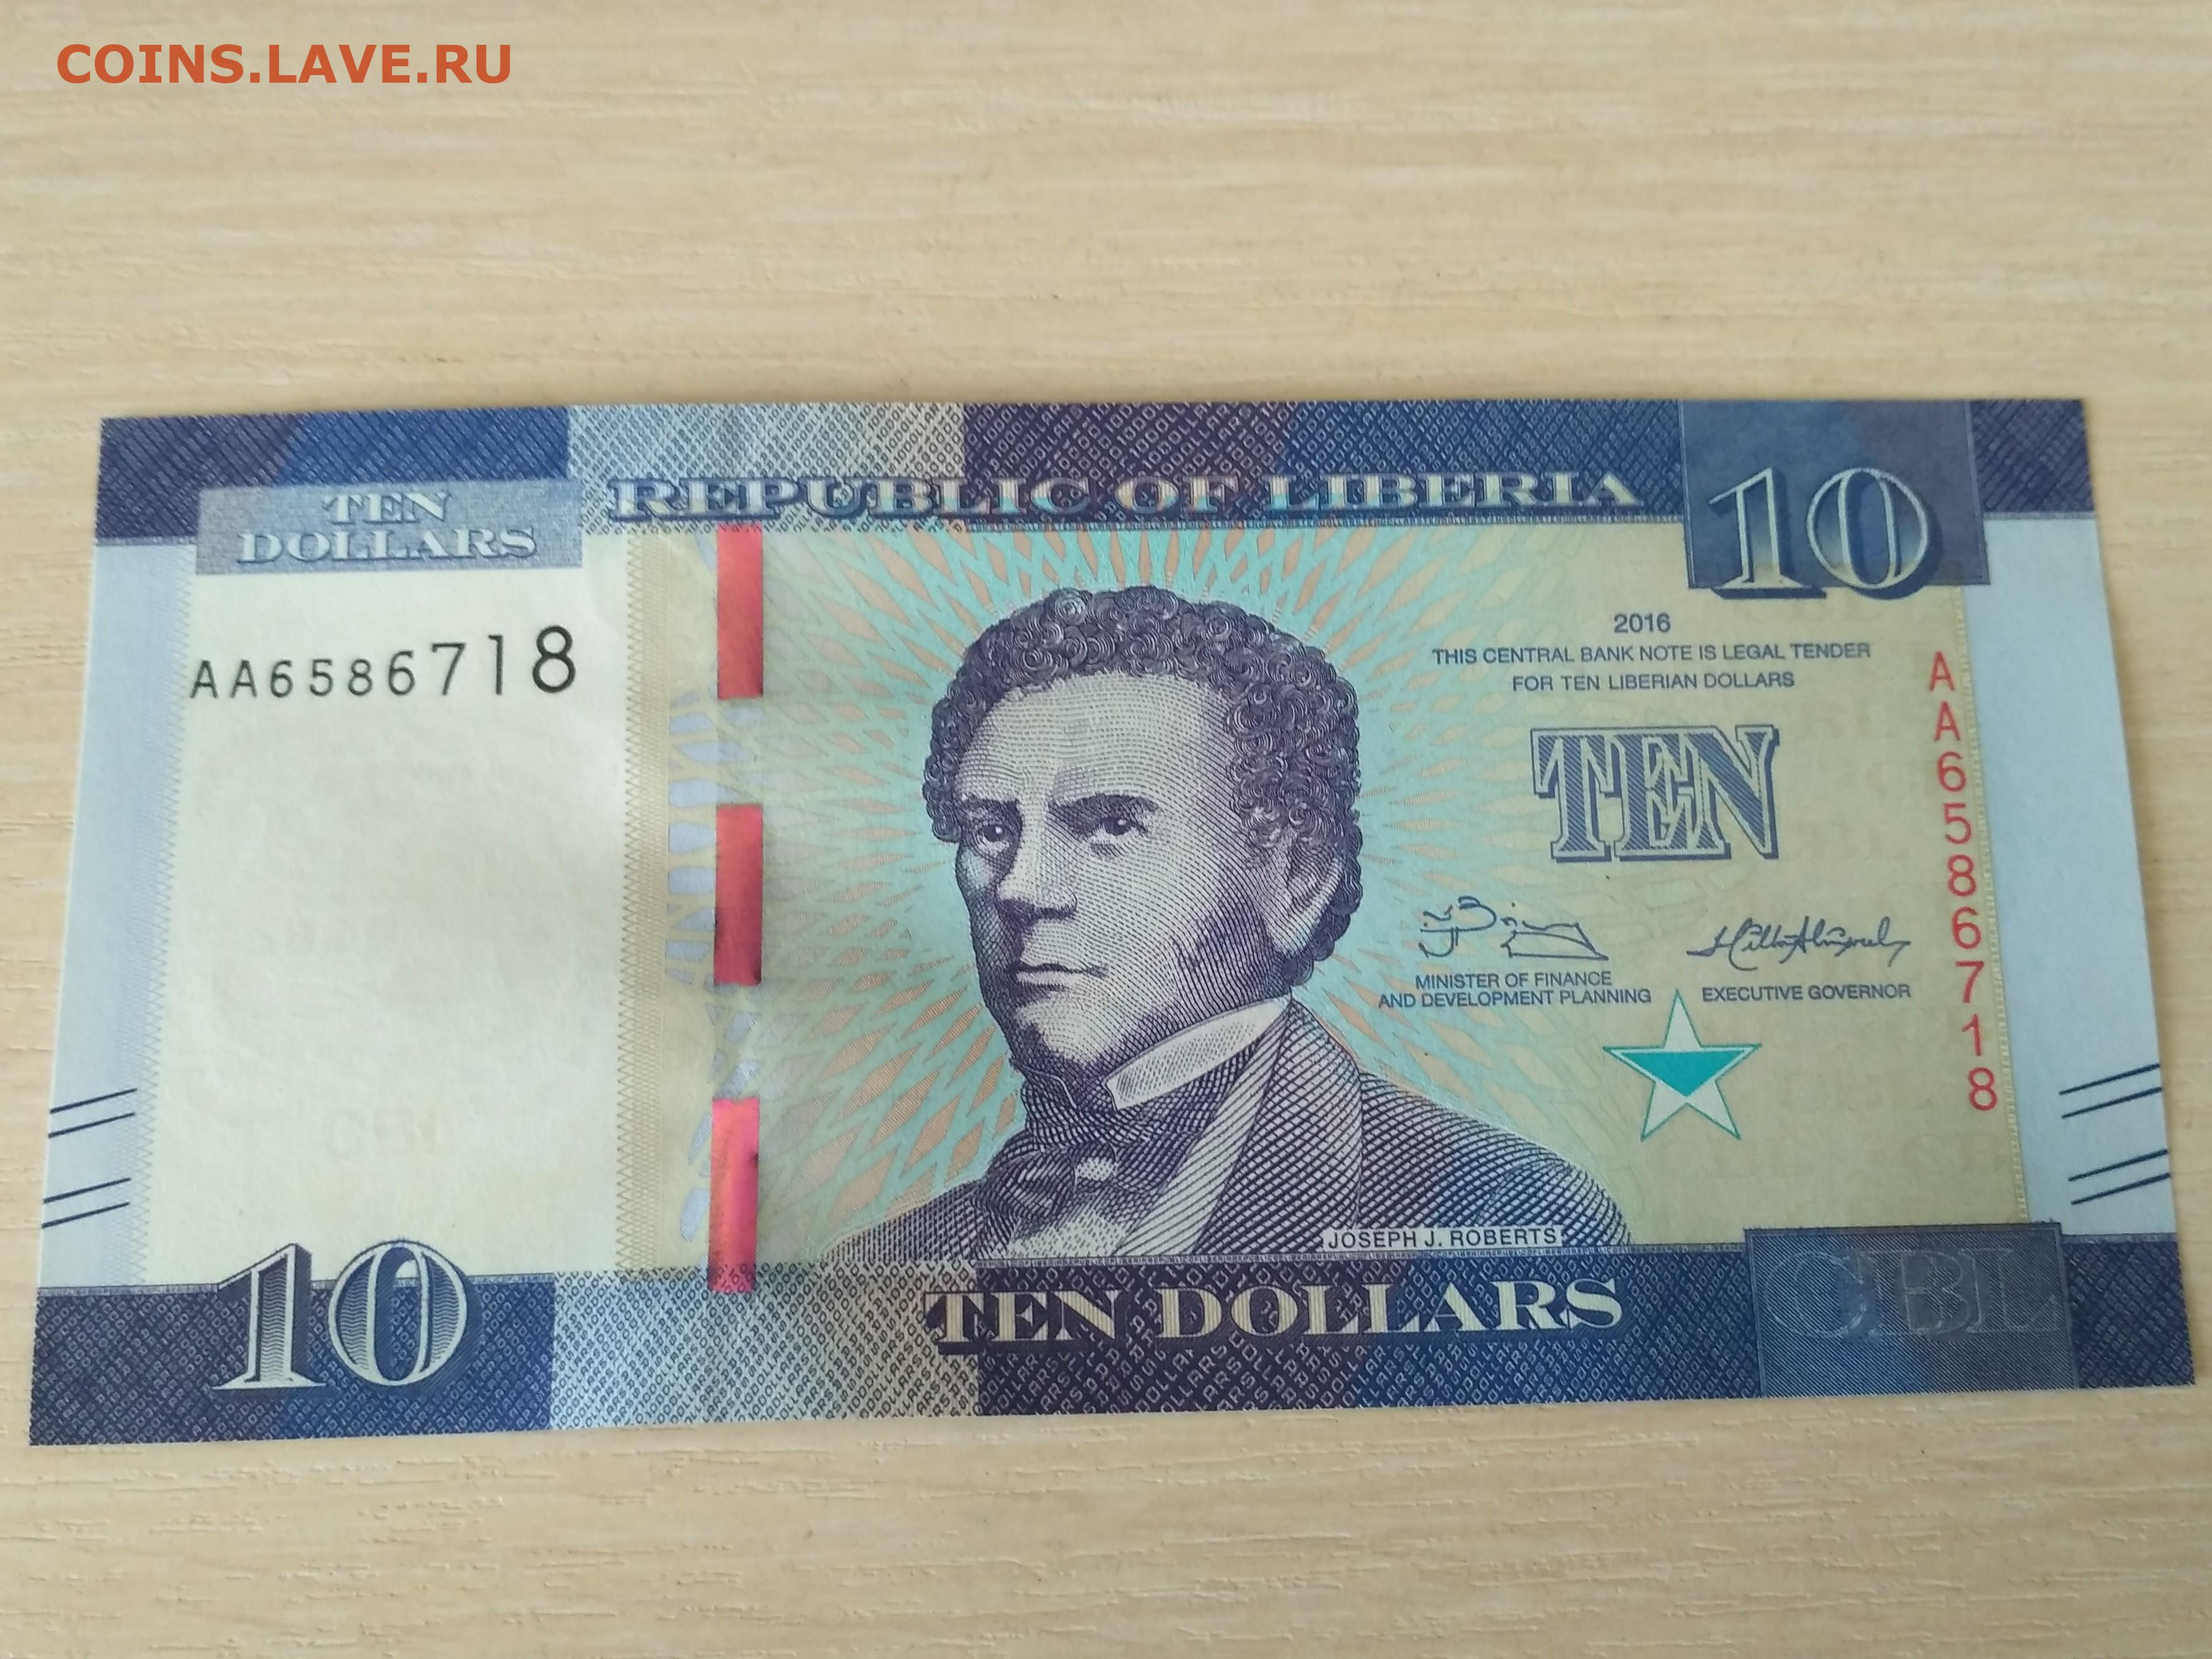 COINS.LAVE.RU
REPUBLIC OF LIBERIA
10
TEN
DOLLARS
2016
THIS CENTRAL BANK NOTE IS LEGAL TENDER
FOR TEN LIBERIAN DOLLARS
AA6586718
AA6586718
TEN
MINISTER OF FINANCE
AND DEVELOPMENT PLANNING
EXECUTIVE GOVERNOR
JOSEPH J. ROBERTS
10
TEN DOLLARS
CBL